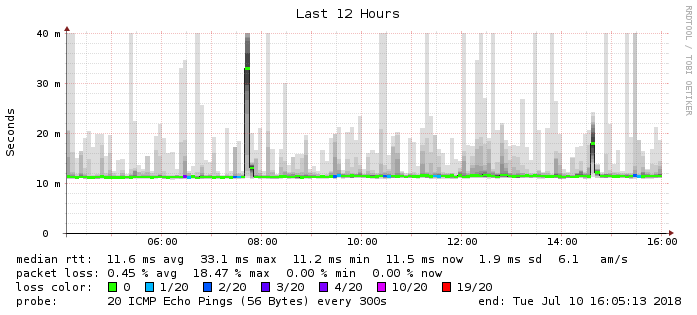 Last 12 Hours
RRDTOOL / TOBI OETIKER
Seconds
40 m
30 m
20 m
10 m
0
06:00 08:00 10:00 12:00 14:00 16:00
median rtt: 11.6 ms avg 33.1 ms max 11.2 ms min 11.5 ms now 1.9 ms sd 6.1 am/s
packet loss: 0.45 % avg 18.47 % max 0.00 % min 0.00 % now
loss color: 0 1/20 2/20 3/20 4/20 10/20 19/20
probe: 20 ICMP Echo Pings (56 Bytes) every 300s end: Tue Jul 10 16:05:13 2018